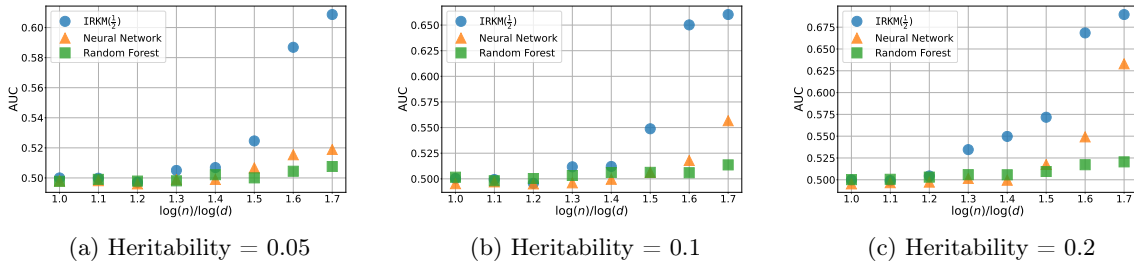 AUC
0.60
0.58
0.56
0.54
0.52
0.50
IRKM(½)
Neural Network
Random Forest
1.0 1.1 1.2 1.3 1.4 1.5 1.6 1.7
log(n)/log(d)
(a) Heritability = 0.05
AUC
0.650
0.625
0.600
0.575
0.550
0.525
0.500
IRKM(½)
Neural Network
Random Forest
1.0 1.1 1.2 1.3 1.4 1.5 1.6 1.7
log(n)/log(d)
(b) Heritability = 0.1
AUC
0.675
0.650
0.625
0.600
0.575
0.550
0.525
0.500
IRKM(½)
Neural Network
Random Forest
1.0 1.1 1.2 1.3 1.4 1.5 1.6 1.7
log(n)/log(d)
(c) Heritability = 0.2